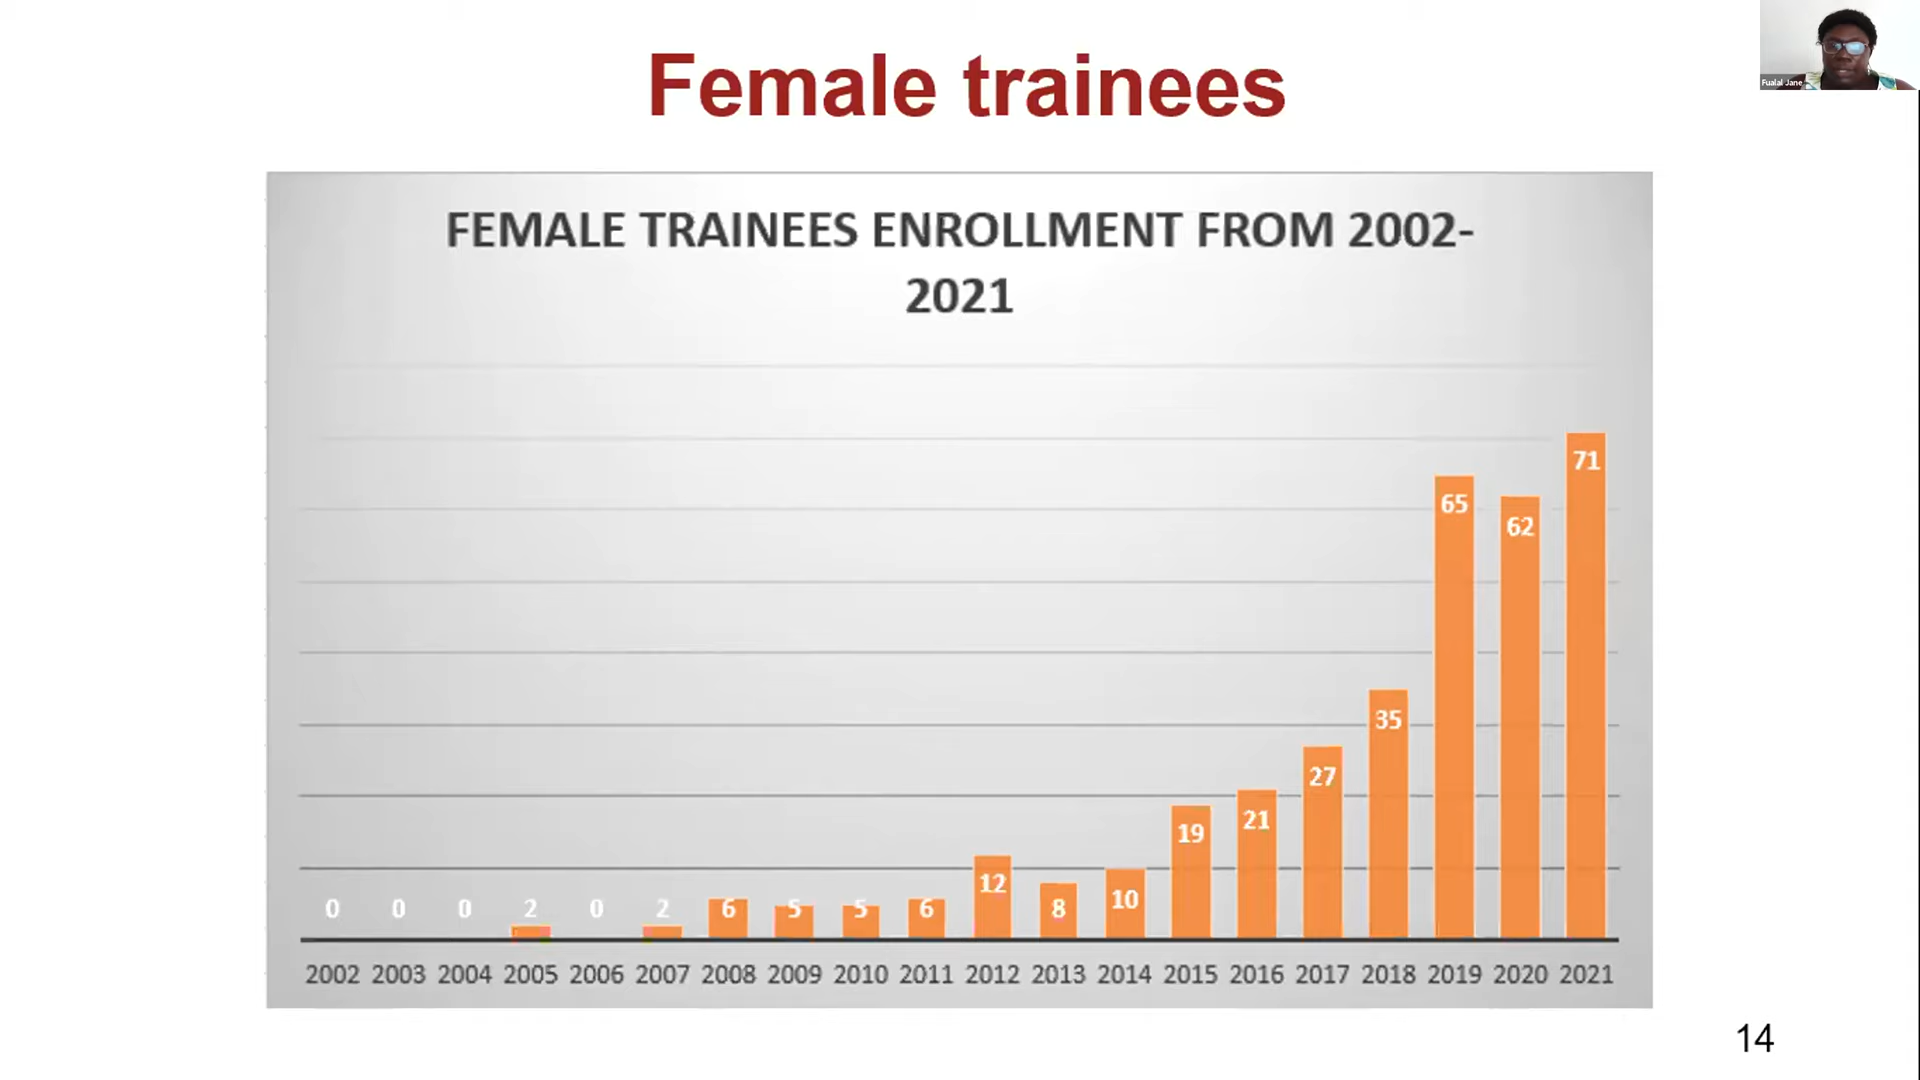 Female trainees
Fualal Jane
FEMALE TRAINEES ENROLLMENT FROM 2002-
2021
71
65
62
35
27
21
19
12
10
8
0 0 0 2 0 2 6 5 5 6
2002 2003 2004 2005 2006 2007 2008 2009 2010 2011 2012 2013 2014 2015 2016 2017 2018 2019 2020 2021
14